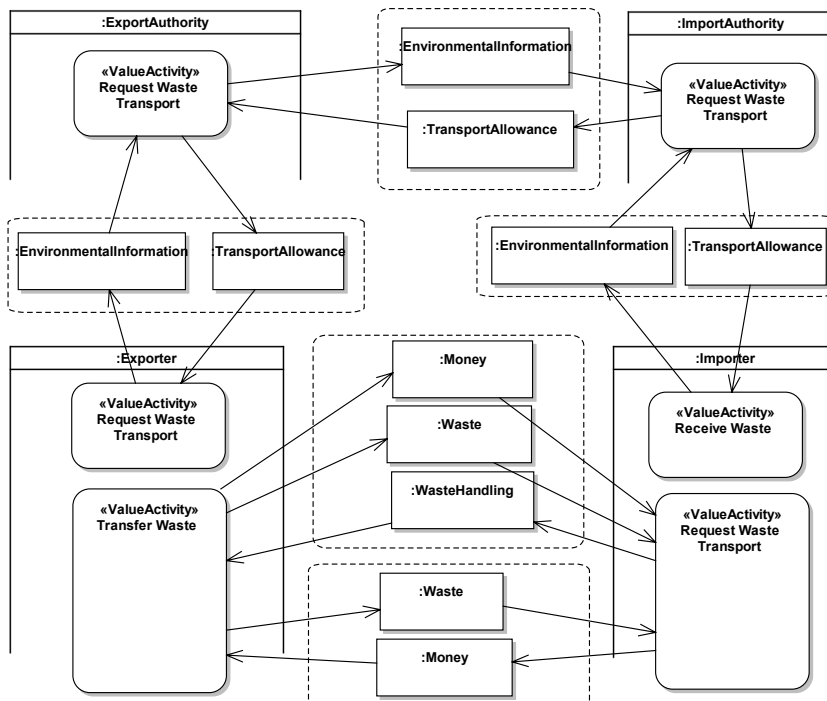 :ExportAuthority
:ImportAuthority
«ValueActivity»
Request Waste
Transport
:EnvironmentalInformation
:TransportAllowance
«ValueActivity»
Request Waste
Transport
:EnvironmentalInformation
:TransportAllowance
:EnvironmentalInformation
:TransportAllowance
:Exporter
:Importer
«ValueActivity»
Request Waste
Transport
:Money
:Waste
:WasteHandling
«ValueActivity»
Receive Waste
«ValueActivity»
Transfer Waste
«ValueActivity»
Request Waste
Transport
:Waste
:Money